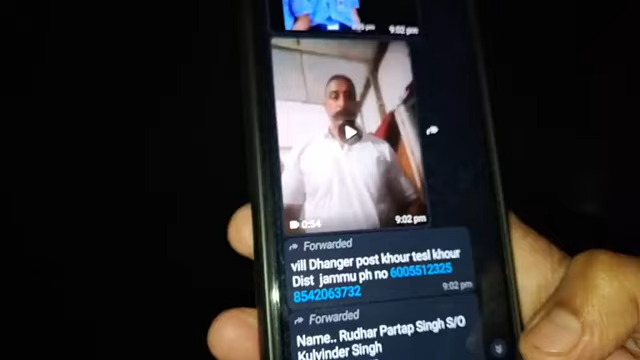 9:02 pm
0:54
9:02 pm
Forwarded
vill Dhanger post khour tesl khour
Dist jammu ph no 6005512325
8542063732
9:02 pm
Forwarded
Name.. Rudhar Partap Singh S/O
Kulvinder Singh